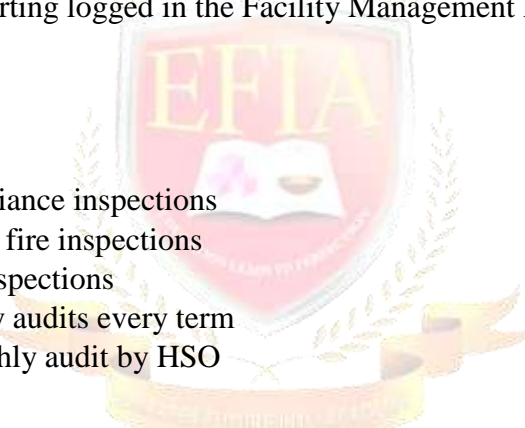 rting logged in the Facility Management
EFIA
iance inspections
fire inspections
spections
y audits every term
hly audit by HSO